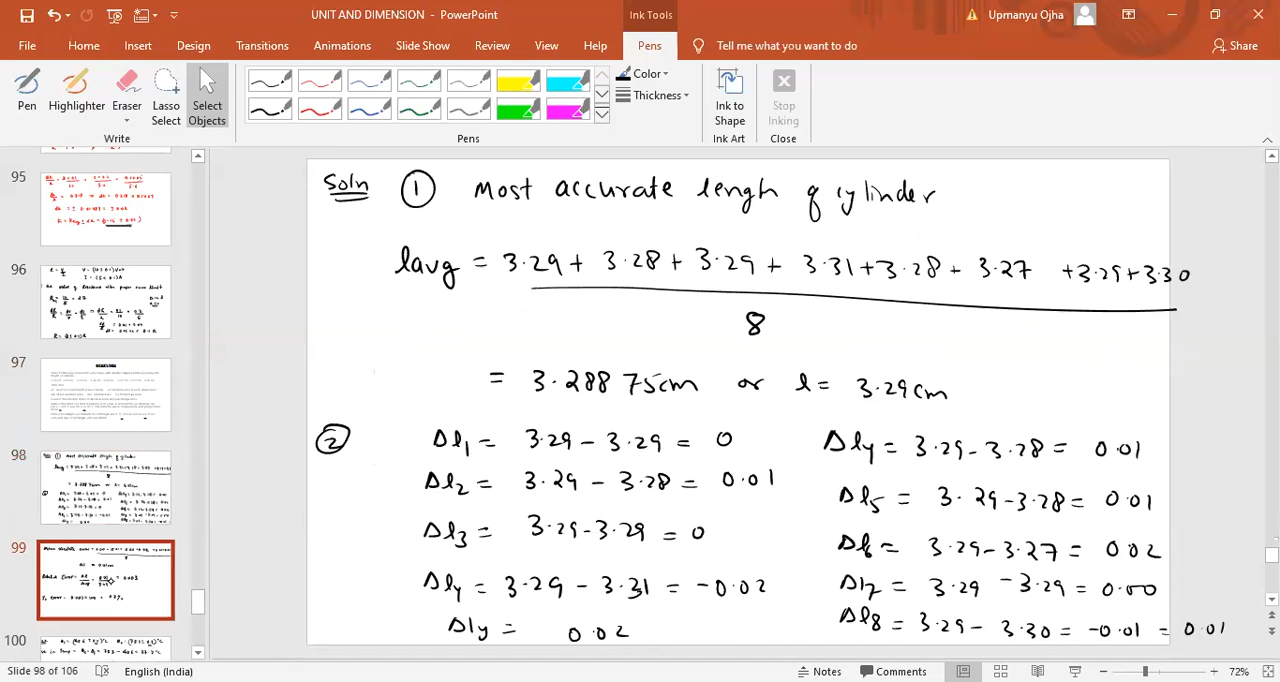 UNIT AND DIMENSION - PowerPoint
Ink Tools
Upmanyu Ojha
File Home Insert Design Transitions Animations Slide Show Review View Help Pens Tell me what you want to do Share
Pen Highlighter Eraser Lasso Select Select Objects
Write
Pens
Color
Thickness
Ink to Shape
Ink Art
Stop Inking
Close
95
96
97
98
99
100
Soln ① Most accurate lengh of cylinder
lavg = 3.29 + 3.28 + 3.29 + 3.31 + 3.28 + 3.27 + 3.29 + 3.30
8
= 3.28875cm or l = 3.29cm
②
Δl1 = 3.29 - 3.29 = 0
Δl2 = 3.29 - 3.28 = 0.01
Δl3 = 3.29 - 3.29 = 0
Δly = 3.29 - 3.31 = -0.02
Δly = 0.02
Δly = 3.29 - 3.28 = 0.01
Δl5 = 3.29 - 3.28 = 0.01
Δl6 = 3.29 - 3.27 = 0.02
Δl7 = 3.29 - 3.29 = 0.00
Δl8 = 3.29 - 3.30 = -0.01 = 0.01
Slide 98 of 106 English (India) Notes Comments 72%